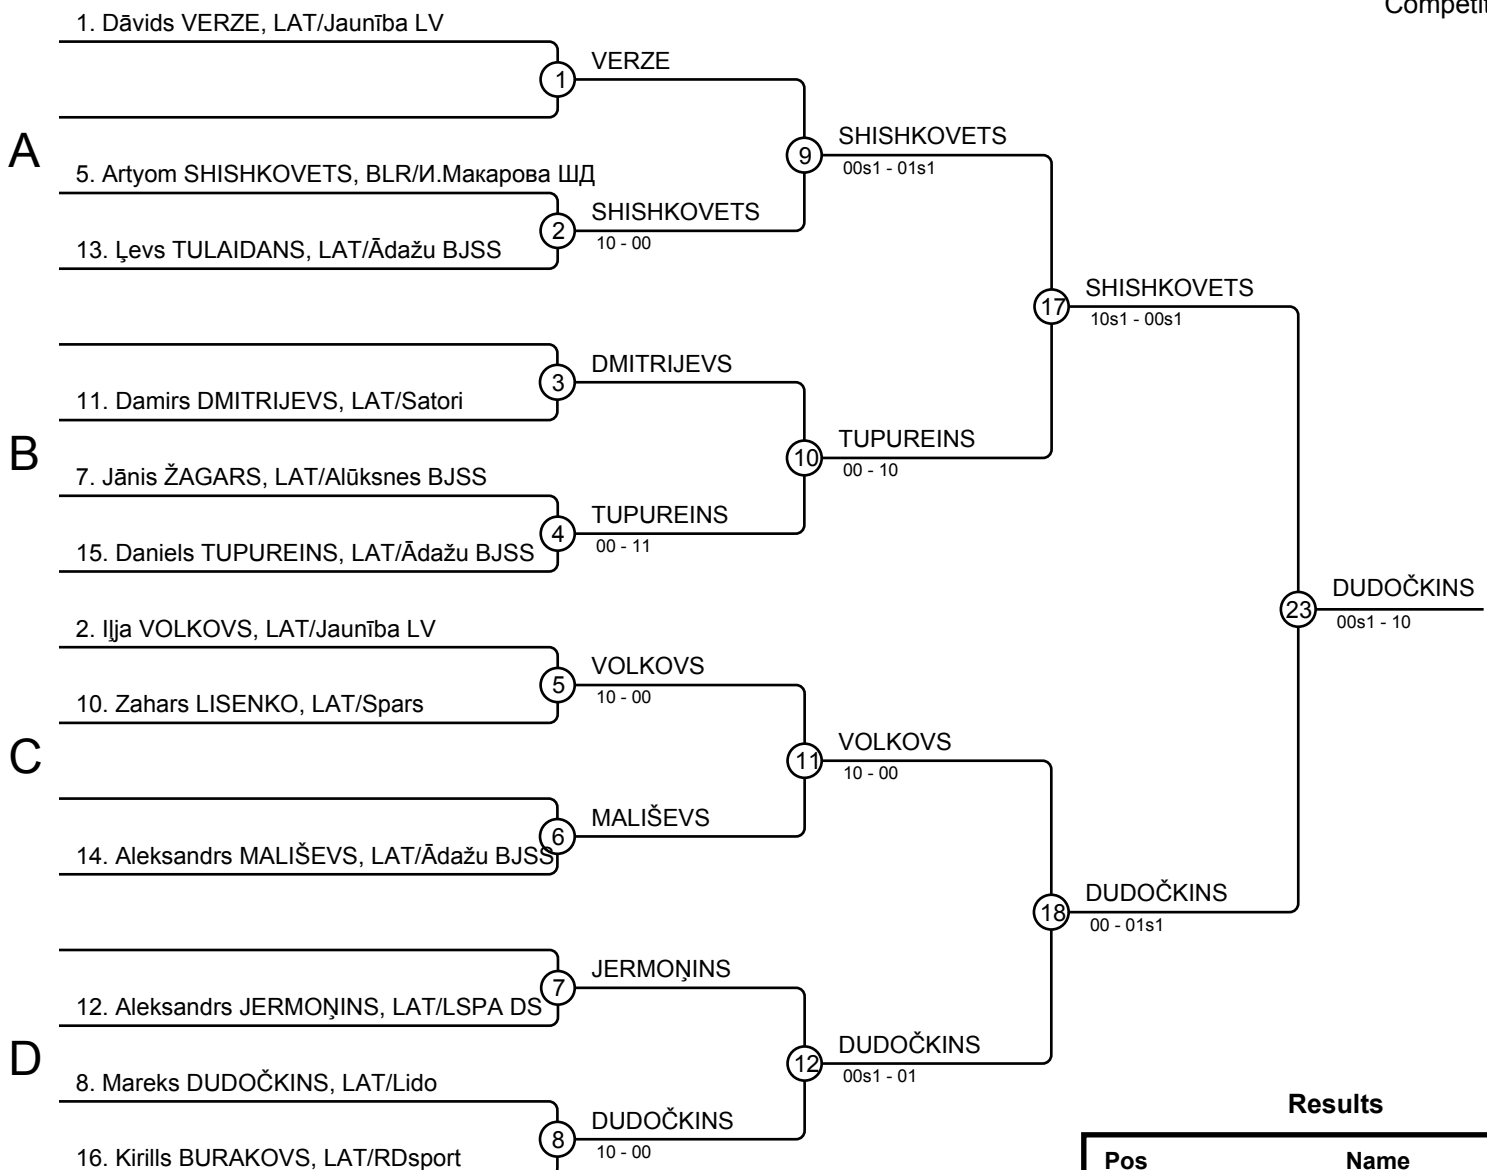 Competit
1. Dāvids VERZE, LAT/Jaunība LV
VERZE
1
SHISHKOVETS
A
9
00s1 - 01s1
5. Artyom SHISHKOVETS, BLR/И.Макарова ШД
SHISHKOVETS
2
10 - 00
13. Ļevs TULAIDANS, LAT/Ādažu BJSS
SHISHKOVETS
17
10s1 - 00s1
DMITRIJEVS
3
11. Damirs DMITRIJEVS, LAT/Satori
TUPUREINS
B
10
00 - 10
7. Jānis ŽAGARS, LAT/Alūksnes BJSS
TUPUREINS
4
00 - 11
15. Daniels TUPUREINS, LAT/Ādažu BJSS
DUDOČKINS
23
00s1 - 10
2. Iļja VOLKOVS, LAT/Jaunība LV
VOLKOVS
5
10 - 00
10. Zahars LISENKO, LAT/Spars
VOLKOVS
C
11
10 - 00
MALIŠEVS
6
14. Aleksandrs MALIŠEVS, LAT/Ādažu BJSS
DUDOČKINS
18
00 - 01s1
JERMOŅINS
7
12. Aleksandrs JERMOŅINS, LAT/LSPA DS
DUDOČKINS
D
12
00s1 - 01
8. Mareks DUDOČKINS, LAT/Lido
DUDOČKINS
8
10 - 00
16. Kirills BURAKOVS, LAT/RDsport
Results
Pos Name